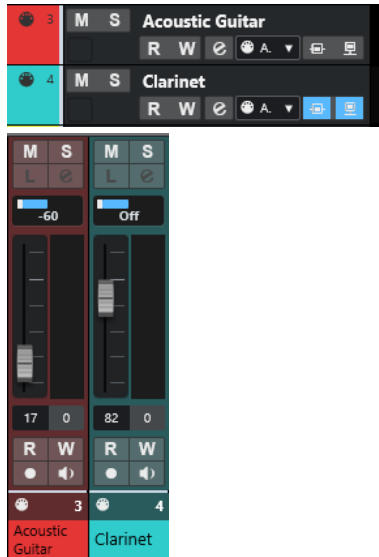 3 M S Acoustic Guitar
R W e A. ▼
4 M S Clarinet
R W e A. ▼
M S M S
L e L e
-60 Off
17 0 82 0
R W R W
3 4
Acoustic Clarinet
Guitar